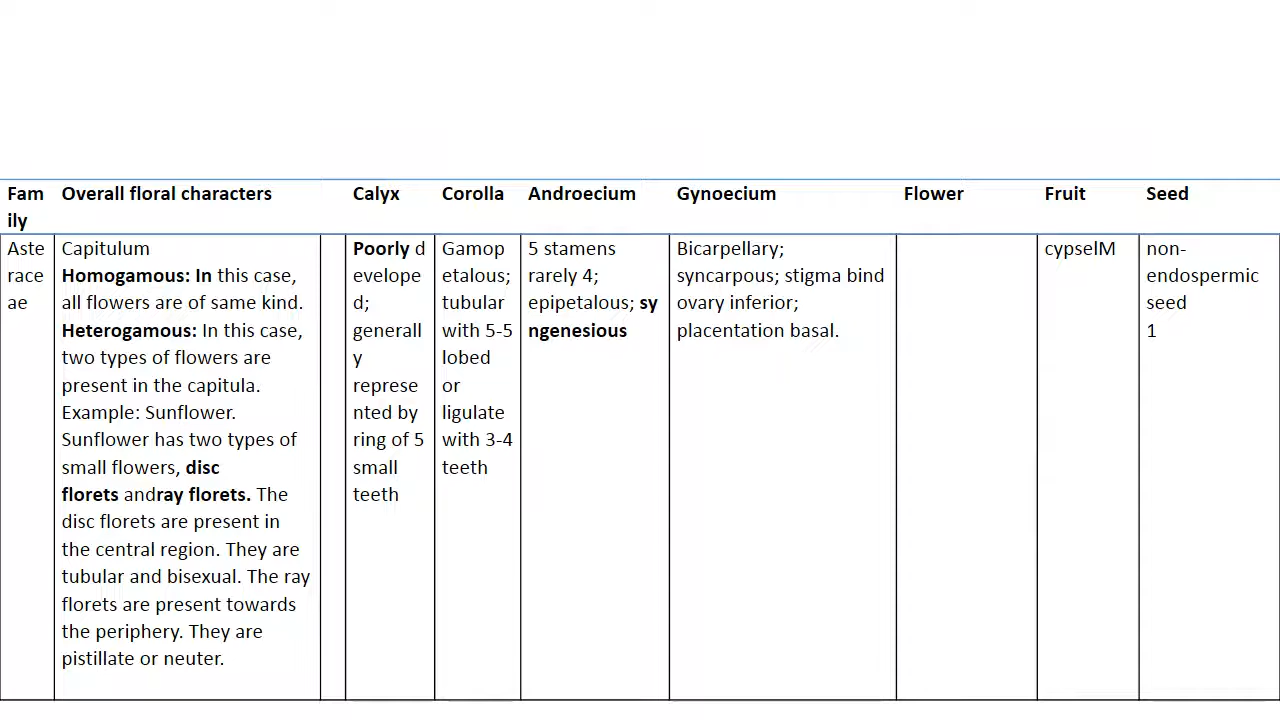 Fam
ily
Overall floral characters
Calyx
Corolla
Androecium
Gynoecium
Flower
Fruit
Seed
Aste
race
ae
Capitulum
Homogamous: In this case,
all flowers are of same kind.
Heterogamous: In this case,
two types of flowers are
present in the capitula.
Example: Sunflower.
Sunflower has two types of
small flowers, disc
florets andray florets. The
disc florets are present in
the central region. They are
tubular and bisexual. The ray
florets are present towards
the periphery. They are
pistillate or neuter.
Poorly d
evelope
d;
generall
y
represe
nted by
ring of 5
small
teeth
Gamop
etalous;
tubular
with 5-5
lobed
or
ligulate
with 3-4
teeth
5 stamens
rarely 4;
epipetalous; sy
ngenesious
Bicarpellary;
syncarpous; stigma bind
ovary inferior;
placentation basal.
cypselM
non-
endospermic
seed
1